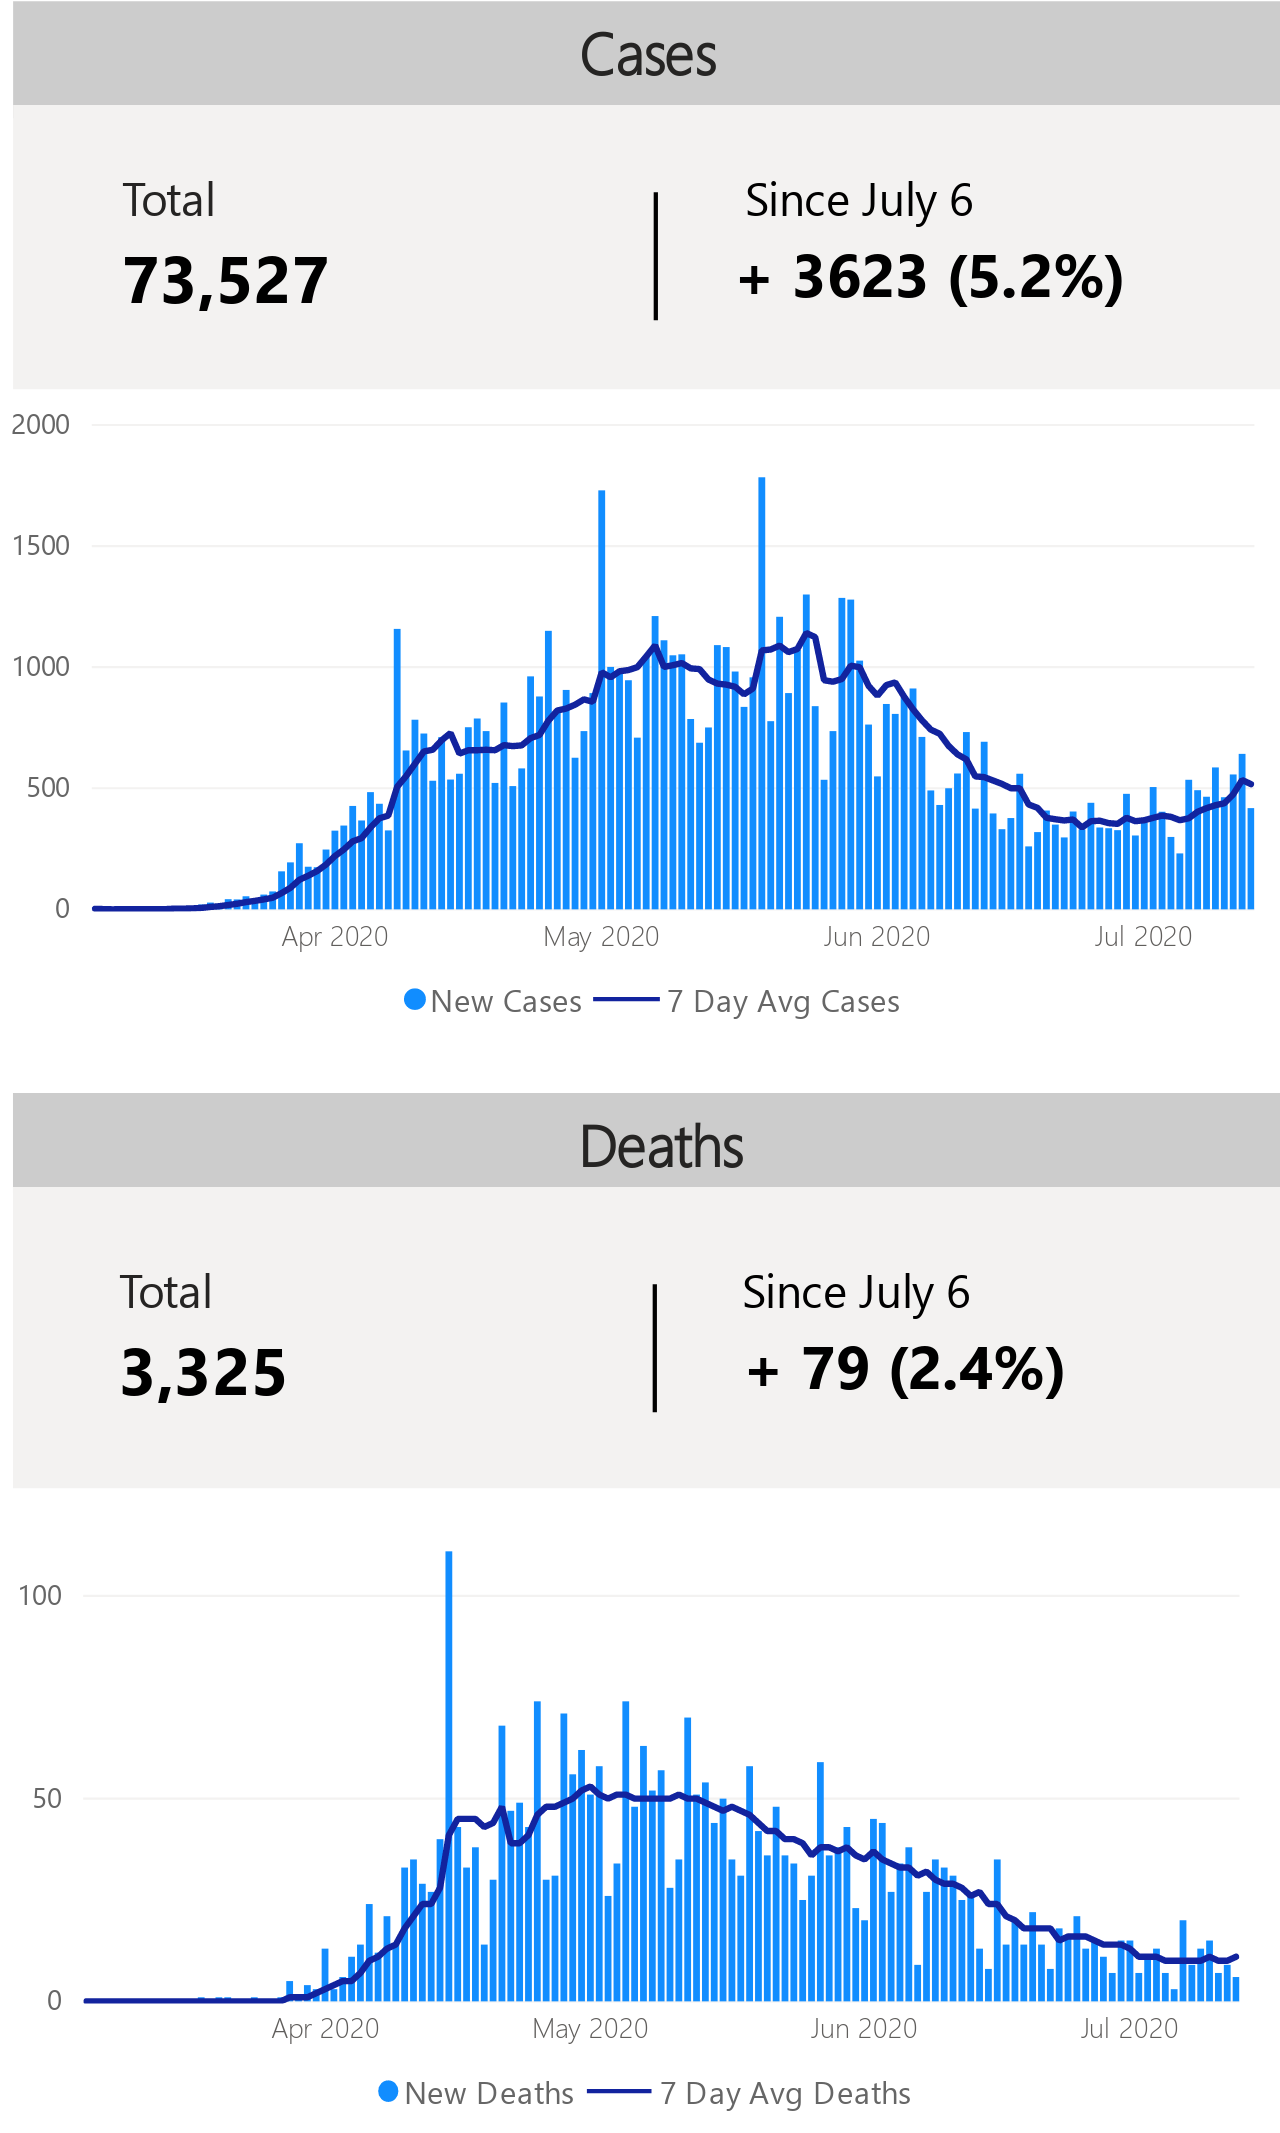 Cases
Total
Since July 6
73,527
+ 3623 (5.2%)
2000
1500
1000
500
0
Apr 2020
May 2020
Jun 2020
Jul 2020
New Cases
7 Day Avg Cases
Deaths
Total
Since July 6
3,325
+ 79 (2.4%)
100
50
0
Apr 2020
May 2020
Jun 2020
Jul 2020
New Deaths
7 Day Avg Deaths